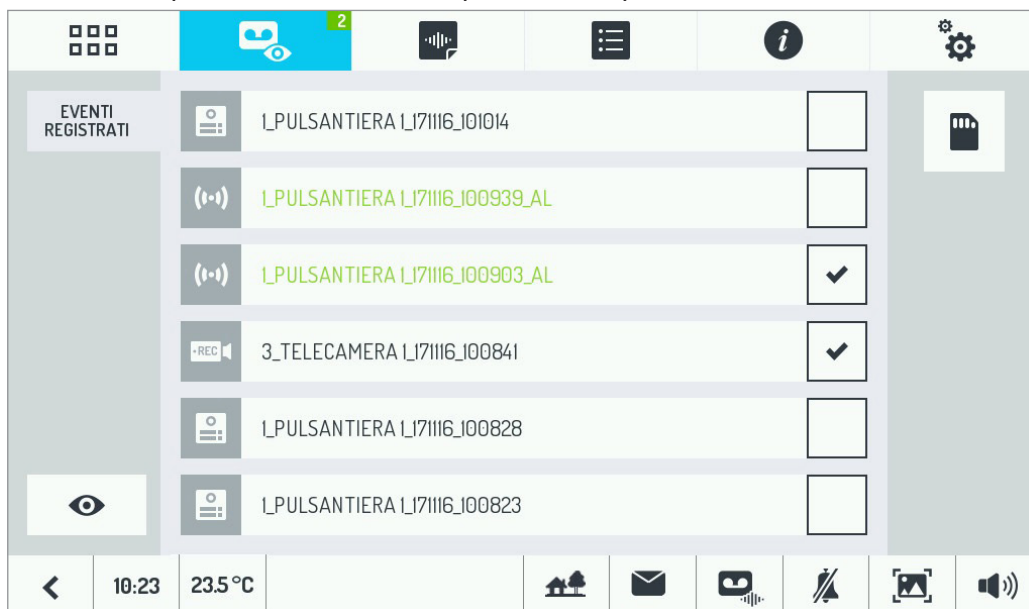 2
EVENTI
REGISTRATI
1_PULSANTIERA 1_171116_101014
1_PULSANTIERA 1_171116_100939_AL
1_PULSANTIERA 1_171116_100903_AL
•REC
3_TELECAMERA 1_171116_100841
1_PULSANTIERA 1_171116_100828
1_PULSANTIERA 1_171116_100823
10:23
23.5 °C